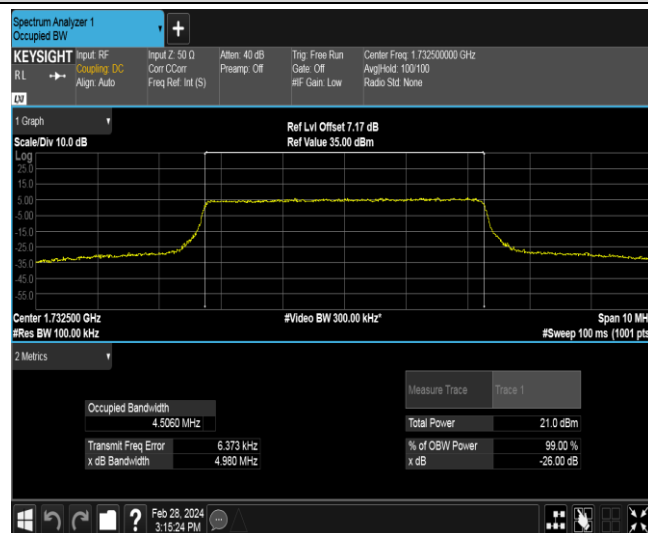 Spectrum Analyzer 1
Occupied BW
+
KEYSIGHT Input: RF Input Z: 50 Ω Atten: 40 dB Trig: Free Run Center Freq: 1.732500000 GHz
RL Coupling: DC Corr CCorr Preamp: Off Gate: Off Avg|Hold: 100/100
Align: Auto Freq Ref: Int (S) #IF Gain: Low Radio Std: None
LXI
1 Graph
Ref Lvl Offset 7.17 dB
Scale/Div 10.0 dB Ref Value 35.00 dBm
Log
25.0
15.0
5.00
-5.00
-15.0
-25.0
-35.0
-45.0
-55.0
Center 1.732500 GHz #Video BW 300.00 kHz* Span 10 MH
#Res BW 100.00 kHz #Sweep 100 ms (1001 pts
2 Metrics
Measure Trace Trace 1
Occupied Bandwidth
4.5060 MHz Total Power 21.0 dBm
Transmit Freq Error 6.373 kHz % of OBW Power 99.00 %
x dB Bandwidth 4.980 MHz x dB -26.00 dB
? Feb 28, 2024
3:15:24 PM